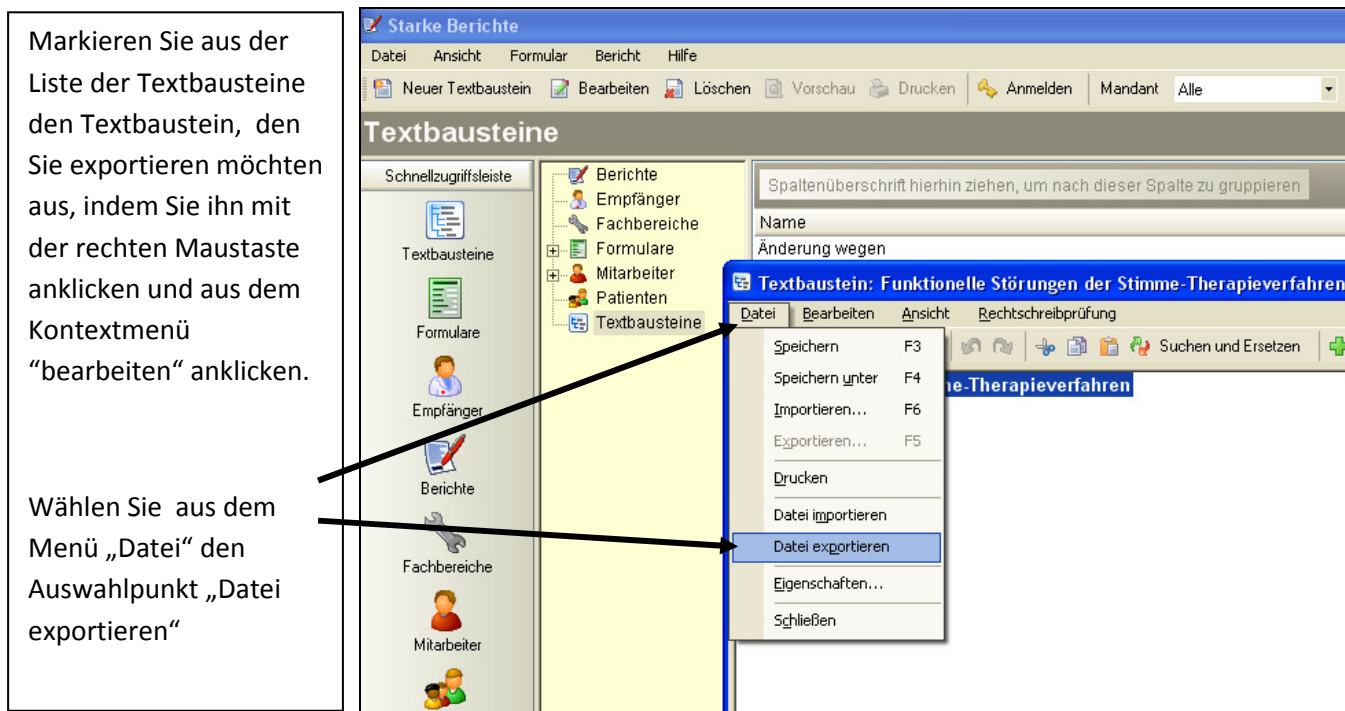 Markieren Sie aus der
Liste der Textbausteine
den Textbaustein, den
Sie exportieren möchten
aus, indem Sie ihn mit
der rechten Maustaste
anklicken und aus dem
Kontextmenü
“bearbeiten“ anklicken.
Wählen Sie aus dem
Menü „Datei“ den
Auswahlpunkt „Datei
exportieren“
Starke Berichte
Datei Ansicht Formular Bericht Hilfe
Neuer Textbaustein Bearbeiten Löschen Vorschau Drucken Anmelden Mandant Alle
Textbausteine
Schnellzugriffsleiste
Textbausteine
Formulare
Empfänger
Berichte
Fachbereiche
Mitarbeiter
Berichte
Empfänger
Fachbereiche
Formulare
Mitarbeiter
Patienten
Textbausteine
Spaltenüberschrift hierhin ziehen, um nach dieser Spalte zu gruppieren
Name
Änderung wegen
Textbaustein: Funktionelle Störungen der Stimme-Therapieverfahren
Datei Bearbeiten Ansicht Rechtschreibprüfung
Suchen und Ersetzen
me-Therapieverfahren
Speichern F3
Speichern unter F4
Importieren... F6
Exportieren... F5
Drucken
Datei importieren
Datei exportieren
Eigenschaften...
Schließen